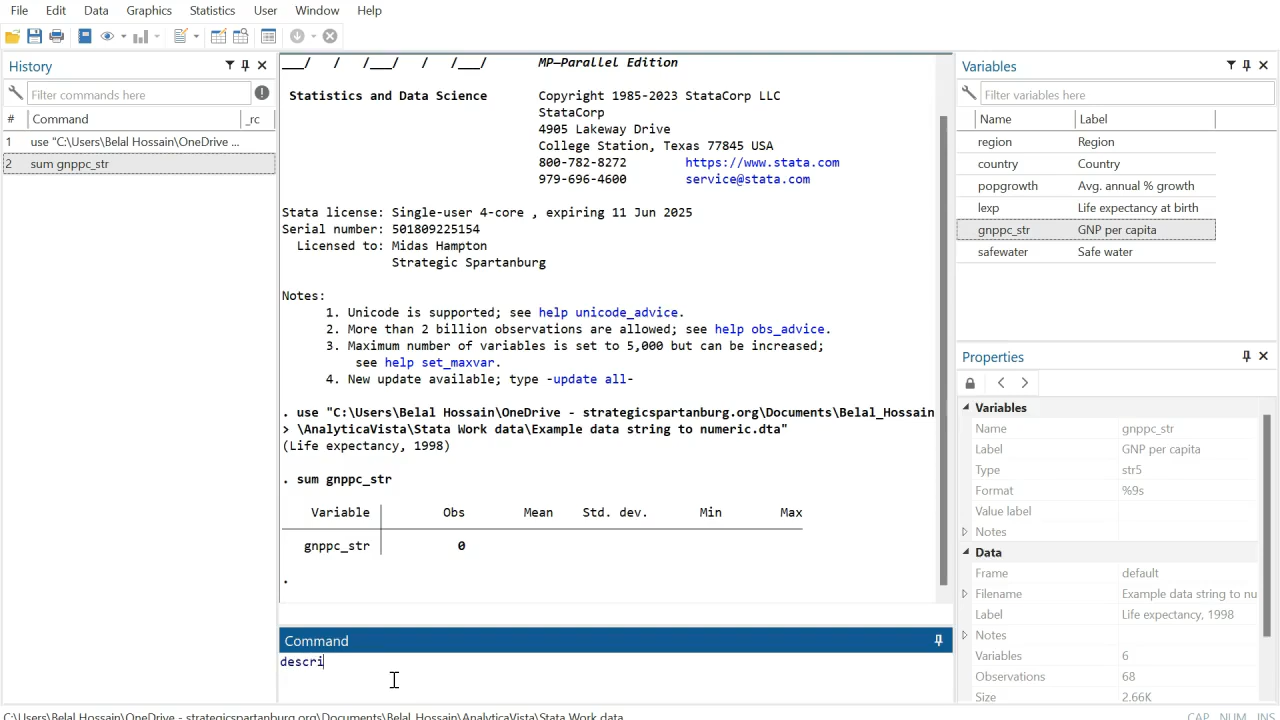 File Edit Data Graphics Statistics User Window Help
History
Filter commands here
# Command _rc
1 use "C:\Users\Belal Hossain\OneDrive ...
2 sum gnppc_str
___/ / /___/ / /___/ MP—Parallel Edition
Statistics and Data Science Copyright 1985-2023 StataCorp LLC
StataCorp
4905 Lakeway Drive
College Station, Texas 77845 USA
800-782-8272 https://www.stata.com
979-696-4600 service@stata.com
Stata license: Single-user 4-core , expiring 11 Jun 2025
Serial number: 501809225154
Licensed to: Midas Hampton
Strategic Spartanburg
Notes:
1. Unicode is supported; see help unicode_advice.
2. More than 2 billion observations are allowed; see help obs_advice.
3. Maximum number of variables is set to 5,000 but can be increased;
see help set_maxvar.
4. New update available; type -update all-
. use "C:\Users\Belal Hossain\OneDrive - strategicspartanburg.org\Documents\Belal_Hossain
> \AnalyticaVista\Stata Work data\Example data string to numeric.dta"
(Life expectancy, 1998)
. sum gnppc_str
Variable Obs Mean Std. dev. Min Max
gnppc_str 0
.
Command
descri
Variables
Filter variables here
Name Label
region Region
country Country
popgrowth Avg. annual % growth
lexp Life expectancy at birth
gnppc_str GNP per capita
safewater Safe water
Properties
Variables
Name gnppc_str
Label GNP per capita
Type str5
Format %9s
Value label
Notes
Data
Frame default
Filename Example data string to nu
Label Life expectancy, 1998
Notes
Variables 6
Observations 68
Size 2.66K
C:\Users\Belal Hossain\OneDrive - strategicspartanburg.org\Documents\Belal_Hossain\AnalyticaVista\Stata Work data
CAP NUM INS